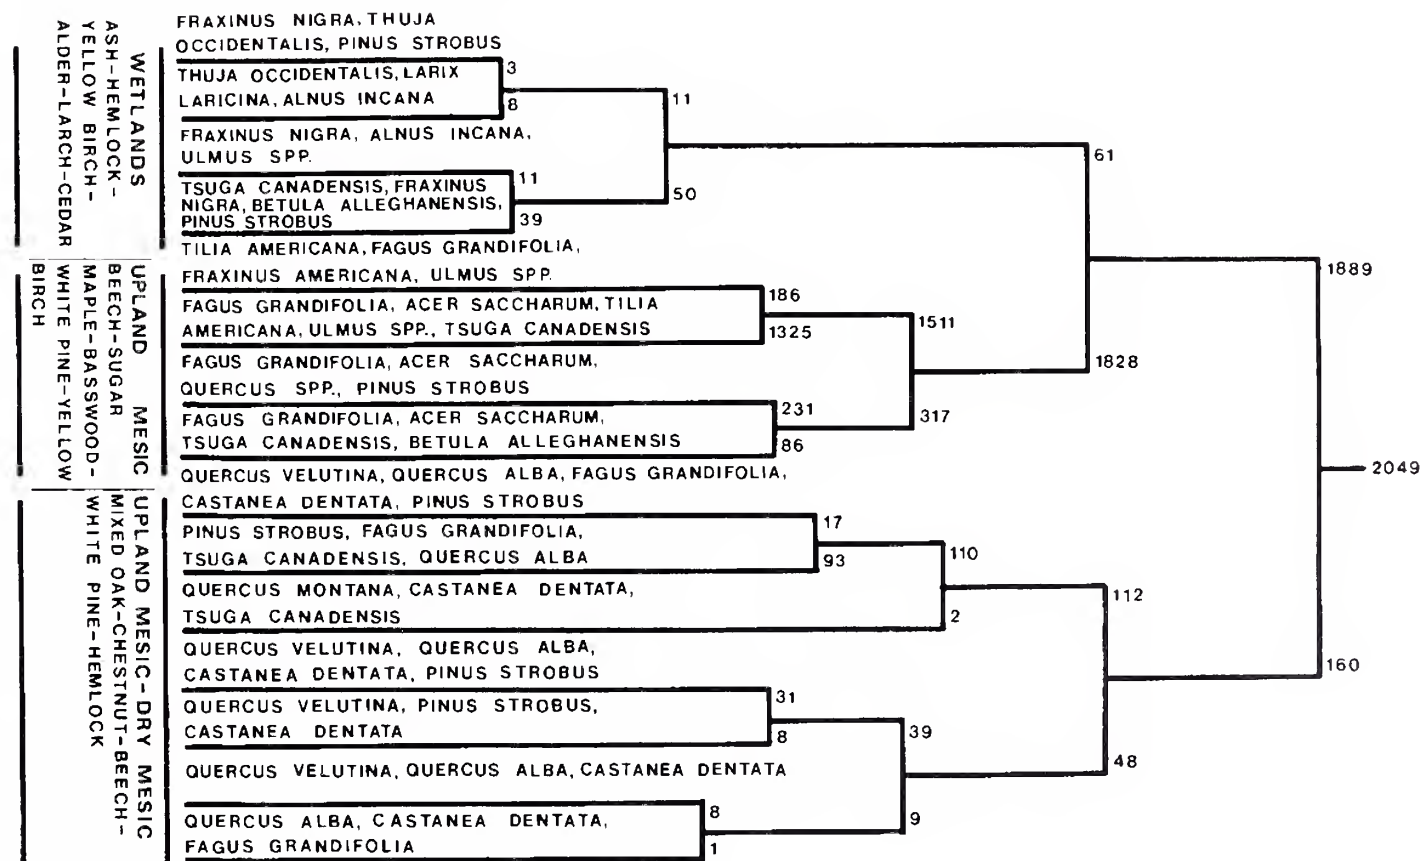 WETLANDS
ASH-HEMLOCK-
YELLOW BIRCH-
ALDER-LARCH-CEDAR
UPLAND MESIC
BEECH-SUGAR
MAPLE-BASSWOOD-
WHITE PINE-YELLOW
BIRCH
UPLAND MESIC-DRY MESIC
MIXED OAK-CHESTNUT-BEECH-
WHITE PINE-HEMLOCK
FRAXINUS NIGRA, THUJA
OCCIDENTALIS, PINUS STROBUS
THUJA OCCIDENTALIS, LARIX
LARICINA, ALNUS INCANA
FRAXINUS NIGRA, ALNUS INCANA,
ULMUS SPP.
TSUGA CANADENSIS, FRAXINUS
NIGRA, BETULA ALLEGHANENSIS,
PINUS STROBUS
TILIA AMERICANA, FAGUS GRANDIFOLIA,
FRAXINUS AMERICANA, ULMUS SPP.
FAGUS GRANDIFOLIA, ACER SACCHARUM, TILIA
AMERICANA, ULMUS SPP., TSUGA CANADENSIS
FAGUS GRANDIFOLIA, ACER SACCHARUM,
QUERCUS SPP., PINUS STROBUS
FAGUS GRANDIFOLIA, ACER SACCHARUM,
TSUGA CANADENSIS, BETULA ALLEGHANENSIS
QUERCUS VELUTINA, QUERCUS ALBA, FAGUS GRANDIFOLIA,
CASTANEA DENTATA, PINUS STROBUS
PINUS STROBUS, FAGUS GRANDIFOLIA,
TSUGA CANADENSIS, QUERCUS ALBA
QUERCUS MONTANA, CASTANEA DENTATA,
TSUGA CANADENSIS
QUERCUS VELUTINA, QUERCUS ALBA,
CASTANEA DENTATA, PINUS STROBUS
QUERCUS VELUTINA, PINUS STROBUS,
CASTANEA DENTATA
QUERCUS VELUTINA, QUERCUS ALBA, CASTANEA DENTATA
QUERCUS ALBA, CASTANEA DENTATA,
FAGUS GRANDIFOLIA
3
8
11
39
186
1325
231
86
17
93
31
8
8
1
11
50
1511
317
110
2
39
9
61
1828
112
48
1889
160
2049